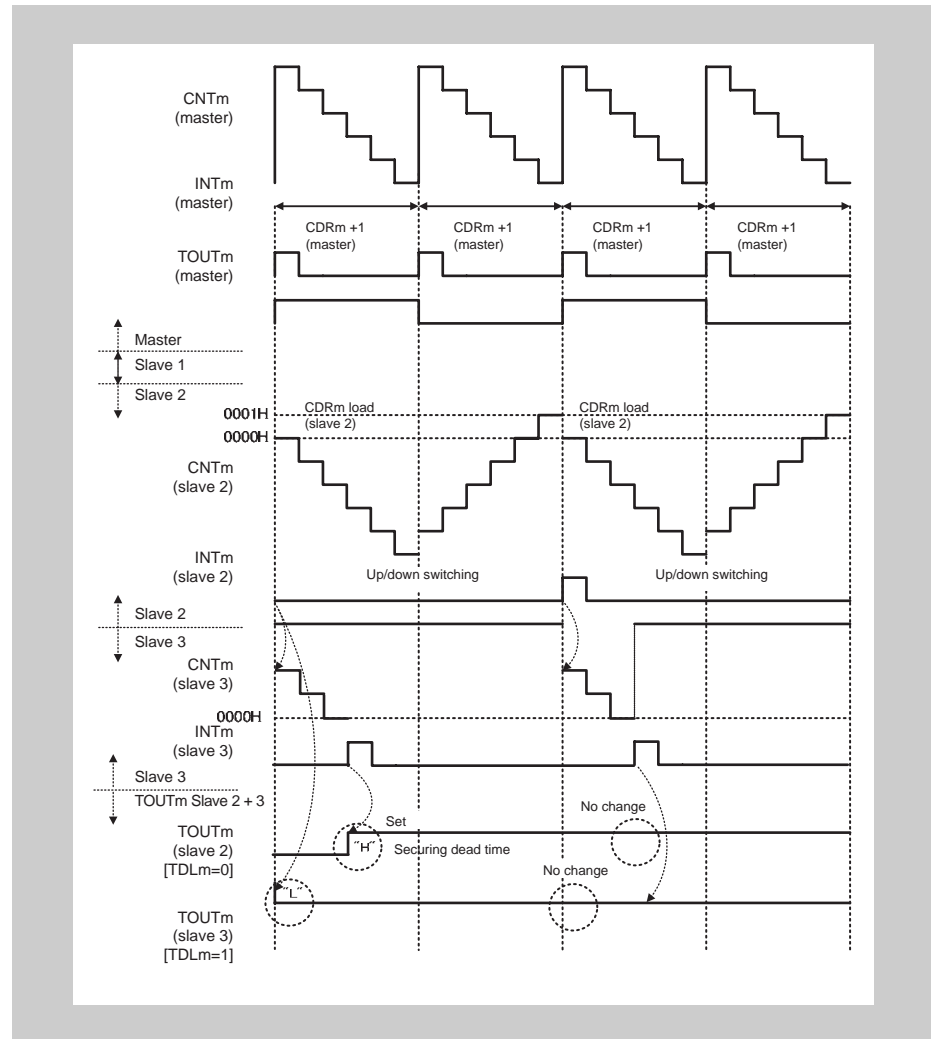 CNTm
(master)
INTm
(master)
CDRm +1
(master)
CDRm +1
(master)
CDRm +1
(master)
CDRm +1
(master)
TOUTm
(master)
Master
Slave 1
Slave 2
0001H
CDRm load
(slave 2)
CDRm load
(slave 2)
0000H
CNTm
(slave 2)
INTm
(slave 2)
Up/down switching
Up/down switching
Slave 2
Slave 3
CNTm
(slave 3)
0000H
INTm
(slave 3)
Slave 3
TOUTm Slave 2 + 3
TOUTm
(slave 2)
[TDLm=0]
"H"
Set
Securing dead time
No change
No change
"L"
TOUTm
(slave 3)
[TDLm=1]